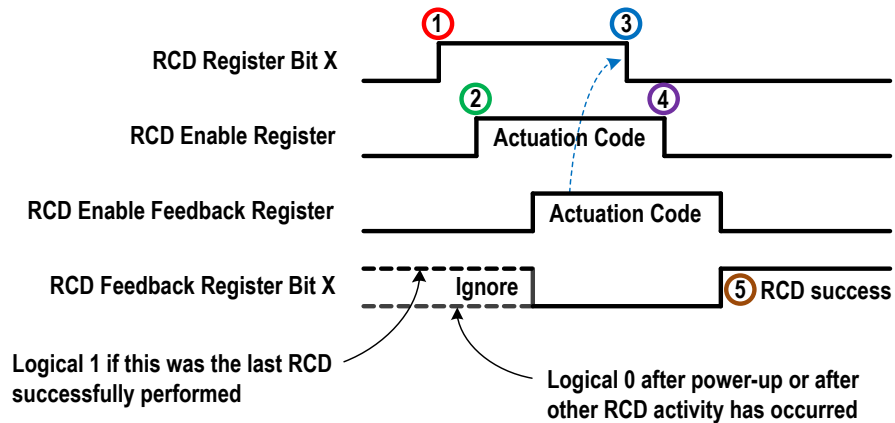 1
3
RCD Register Bit X
2
4
RCD Enable Register
Actuation Code
RCD Enable Feedback Register
Actuation Code
RCD Feedback Register Bit X
Ignore
5 RCD success
Logical 1 if this was the last RCD
successfully performed
Logical 0 after power-up or after
other RCD activity has occurred